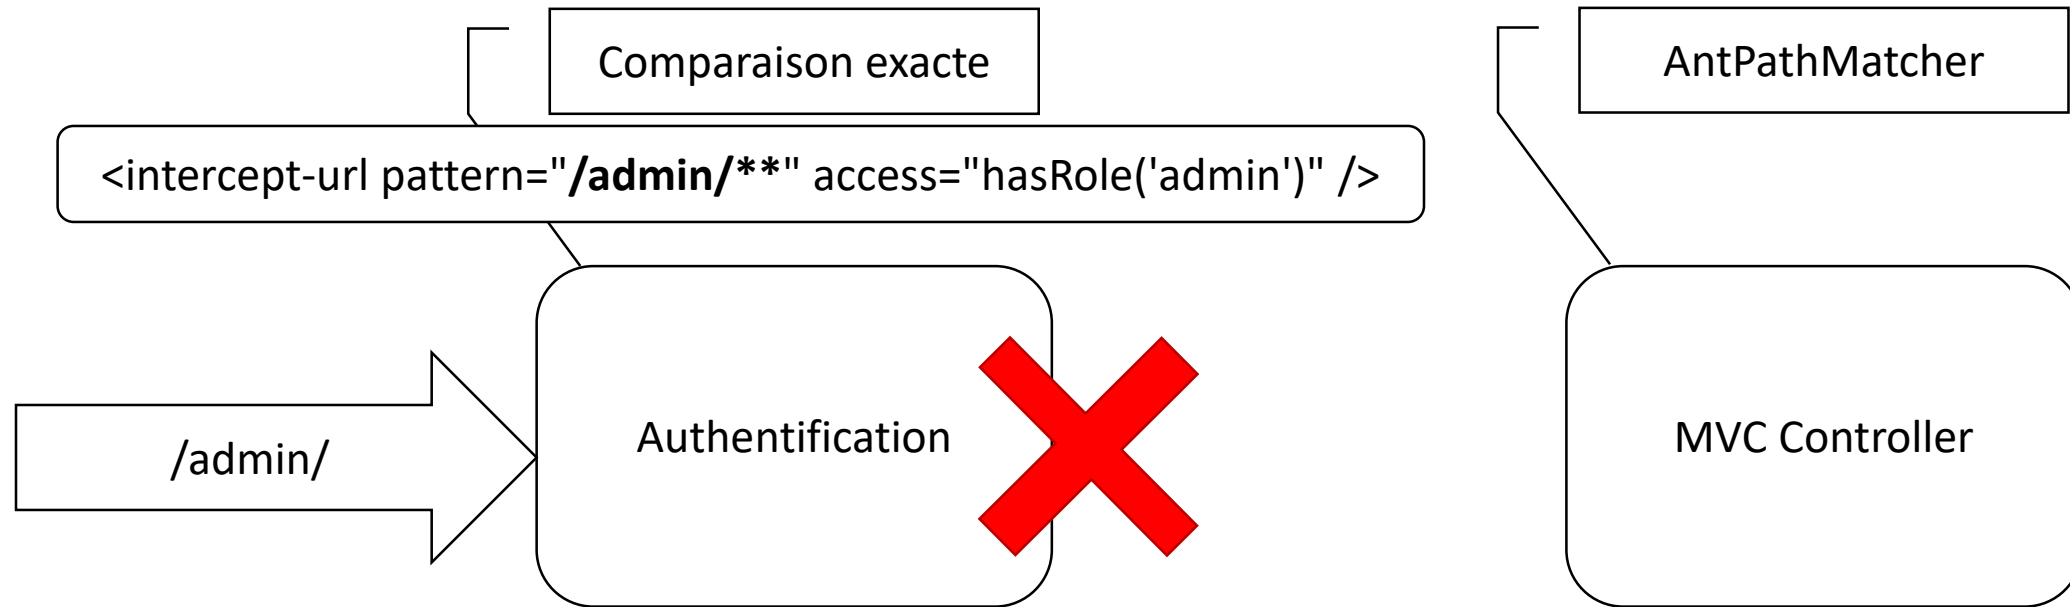 Comparaison exacte
AntPathMatcher
<intercept-url pattern="/admin/**" access="hasRole('admin')" />
/admin/
Authentification
MVC Controller